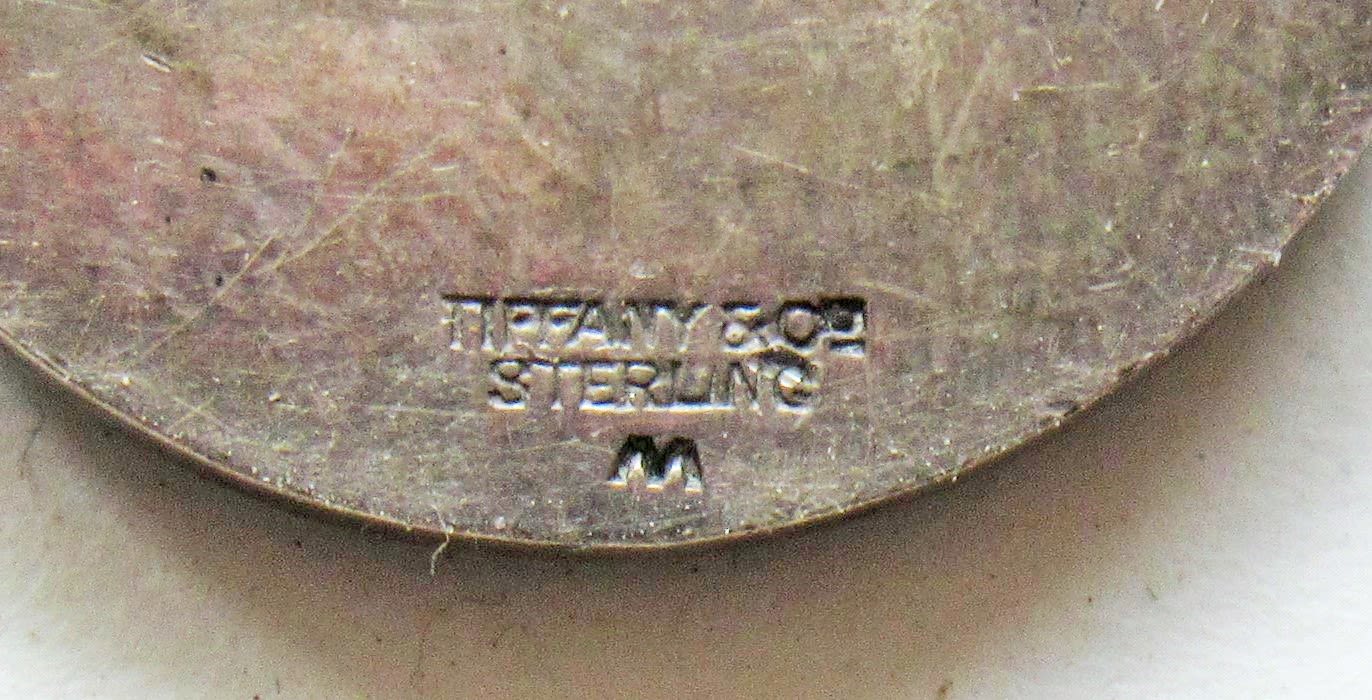 TIFFANY & Co
STERLING
M